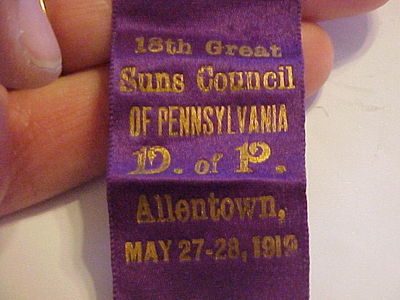 18th Great
Suns Council
OF PENNSYLVANIA
D. of P.
Allentown,
MAY 27-28, 1919